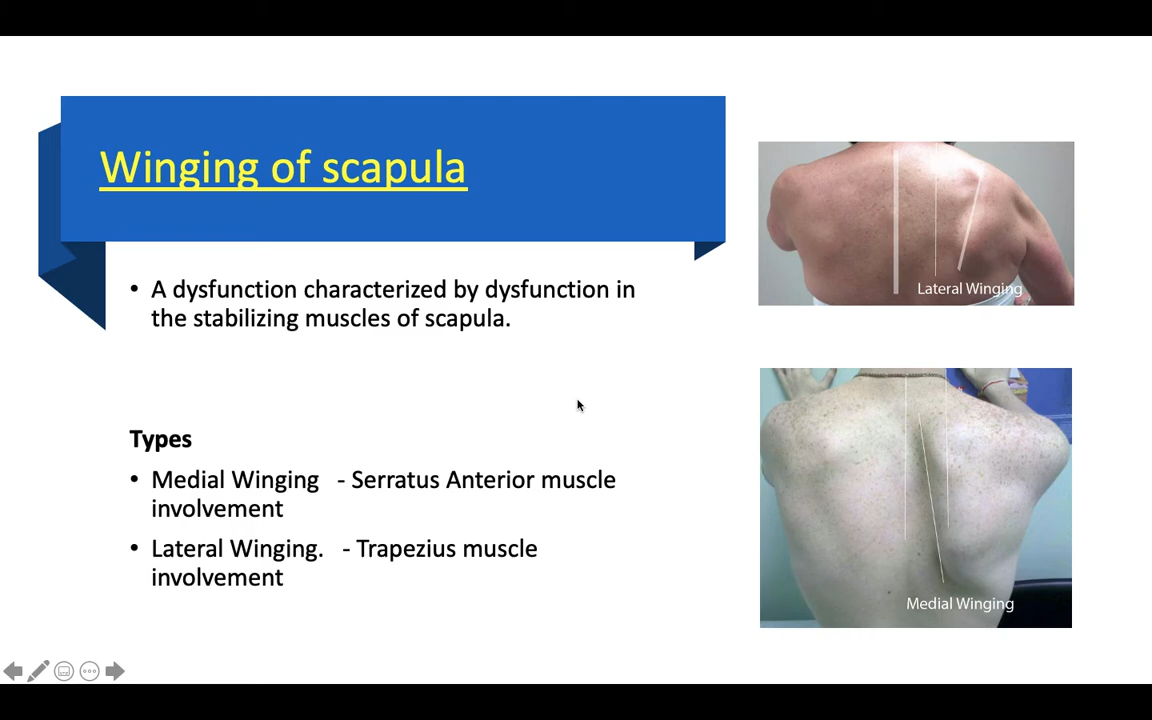 Winging of scapula
• A dysfunction characterized by dysfunction in
the stabilizing muscles of scapula.
Types
• Medial Winging - Serratus Anterior muscle
involvement
• Lateral Winging. - Trapezius muscle
involvement
Lateral Winging
Medial Winging